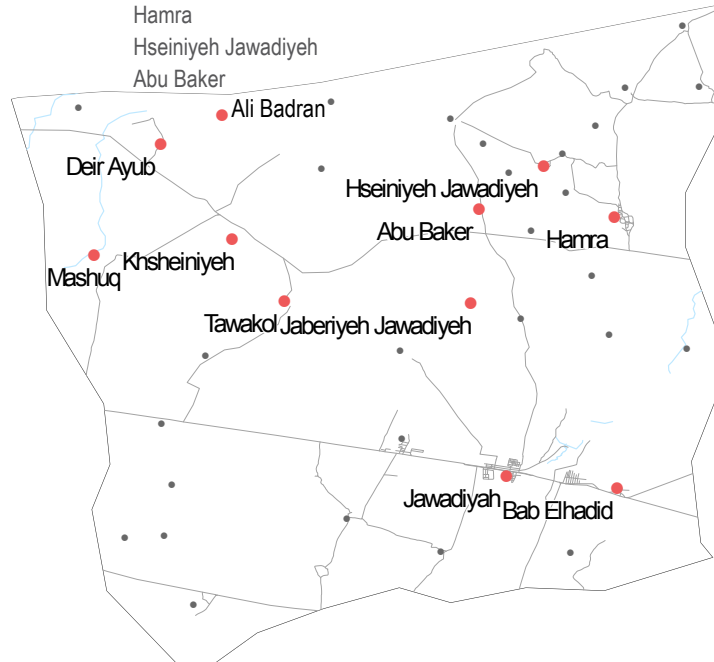 Hamra
Hseiniyeh Jawadiyeh
Abu Baker
Ali Badran
Deir Ayub
Hseiniyeh Jawadiyeh
Abu Baker
Hamra
Khsheiniyeh
Mashuq
Tawakol
Jaberiyeh Jawadiyeh
Jawadiyah
Bab Elhadid